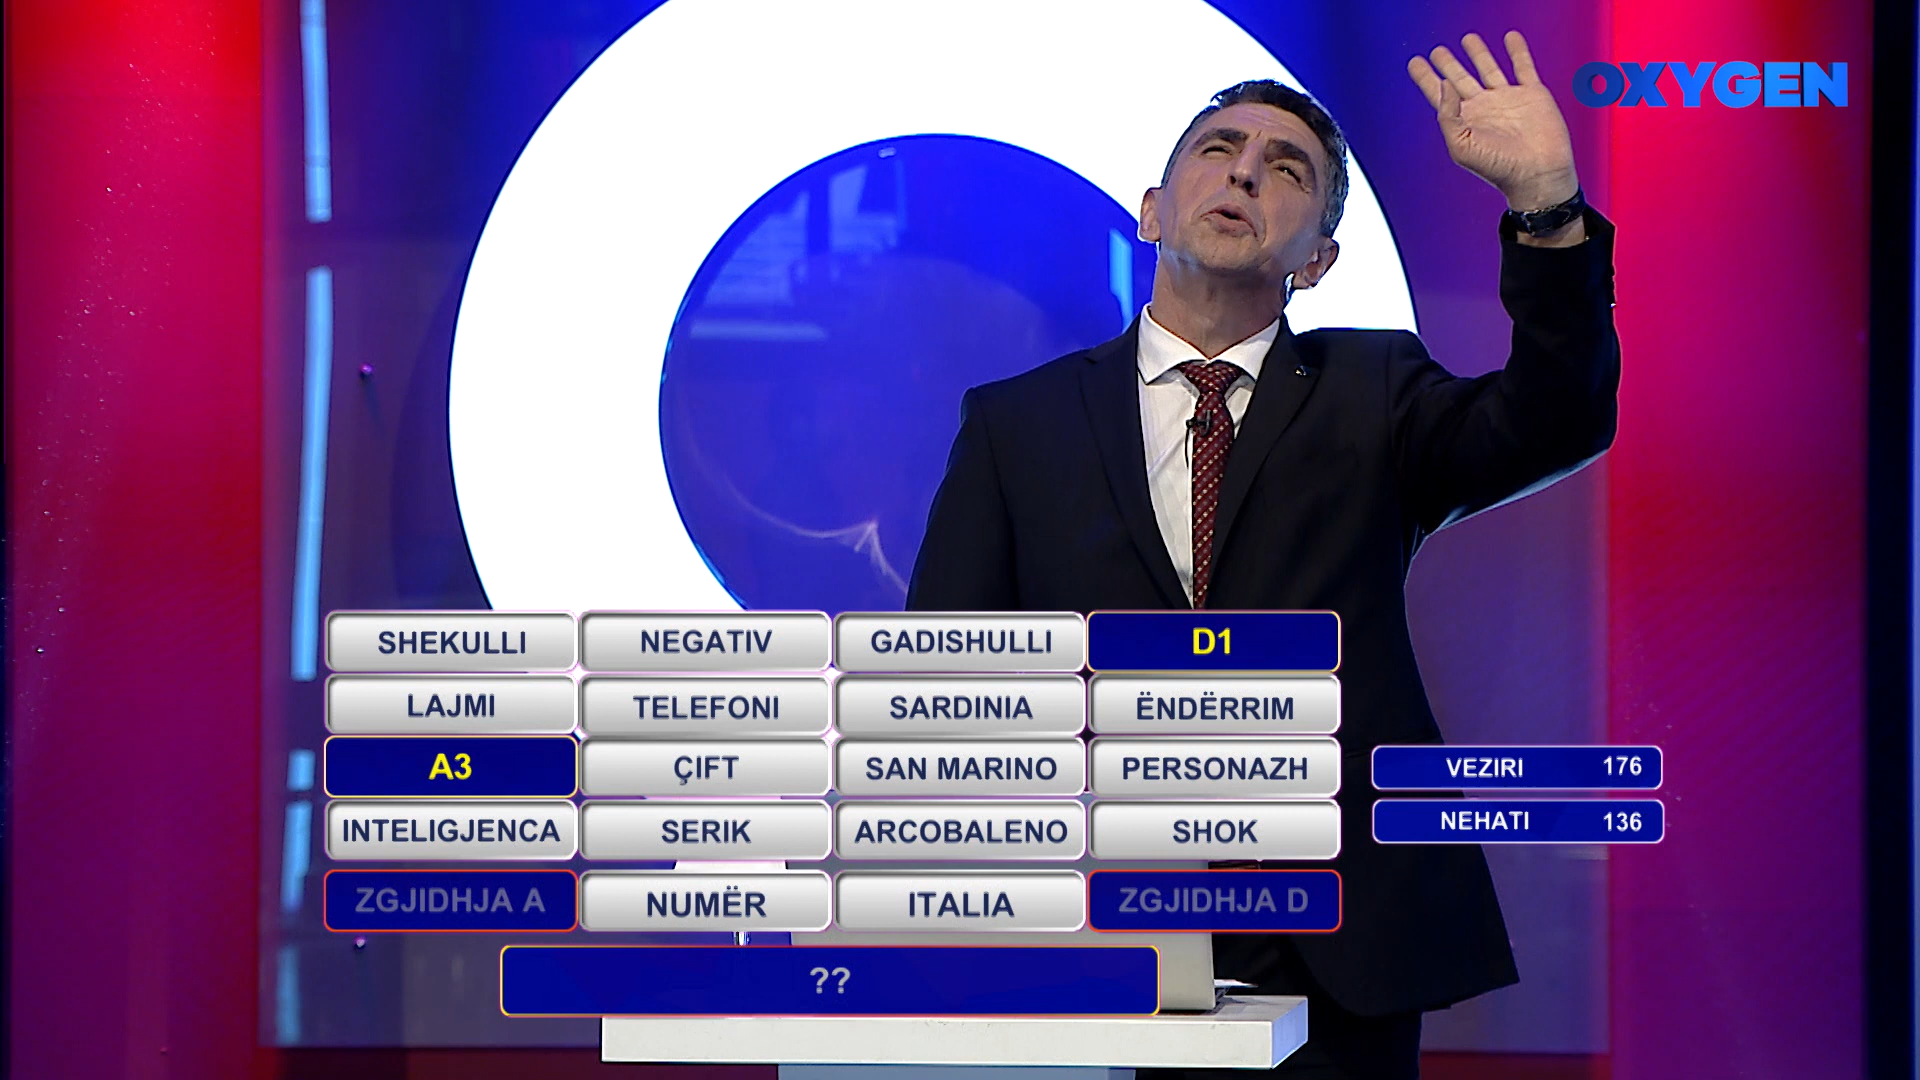 OXYGEN
SHEKULLI NEGATIV GADISHULLI D1
LAJMI TELEFONI SARDINIA ËNDËRRIM
A3 ÇIFT SAN MARINO PERSONAZH
INTELIGJENCA SERIK ARCOBALENO SHOK
ZGJIDHJA A NUMËR ITALIA ZGJIDHJA D
??
VEZIRI 176
NEHATI 136